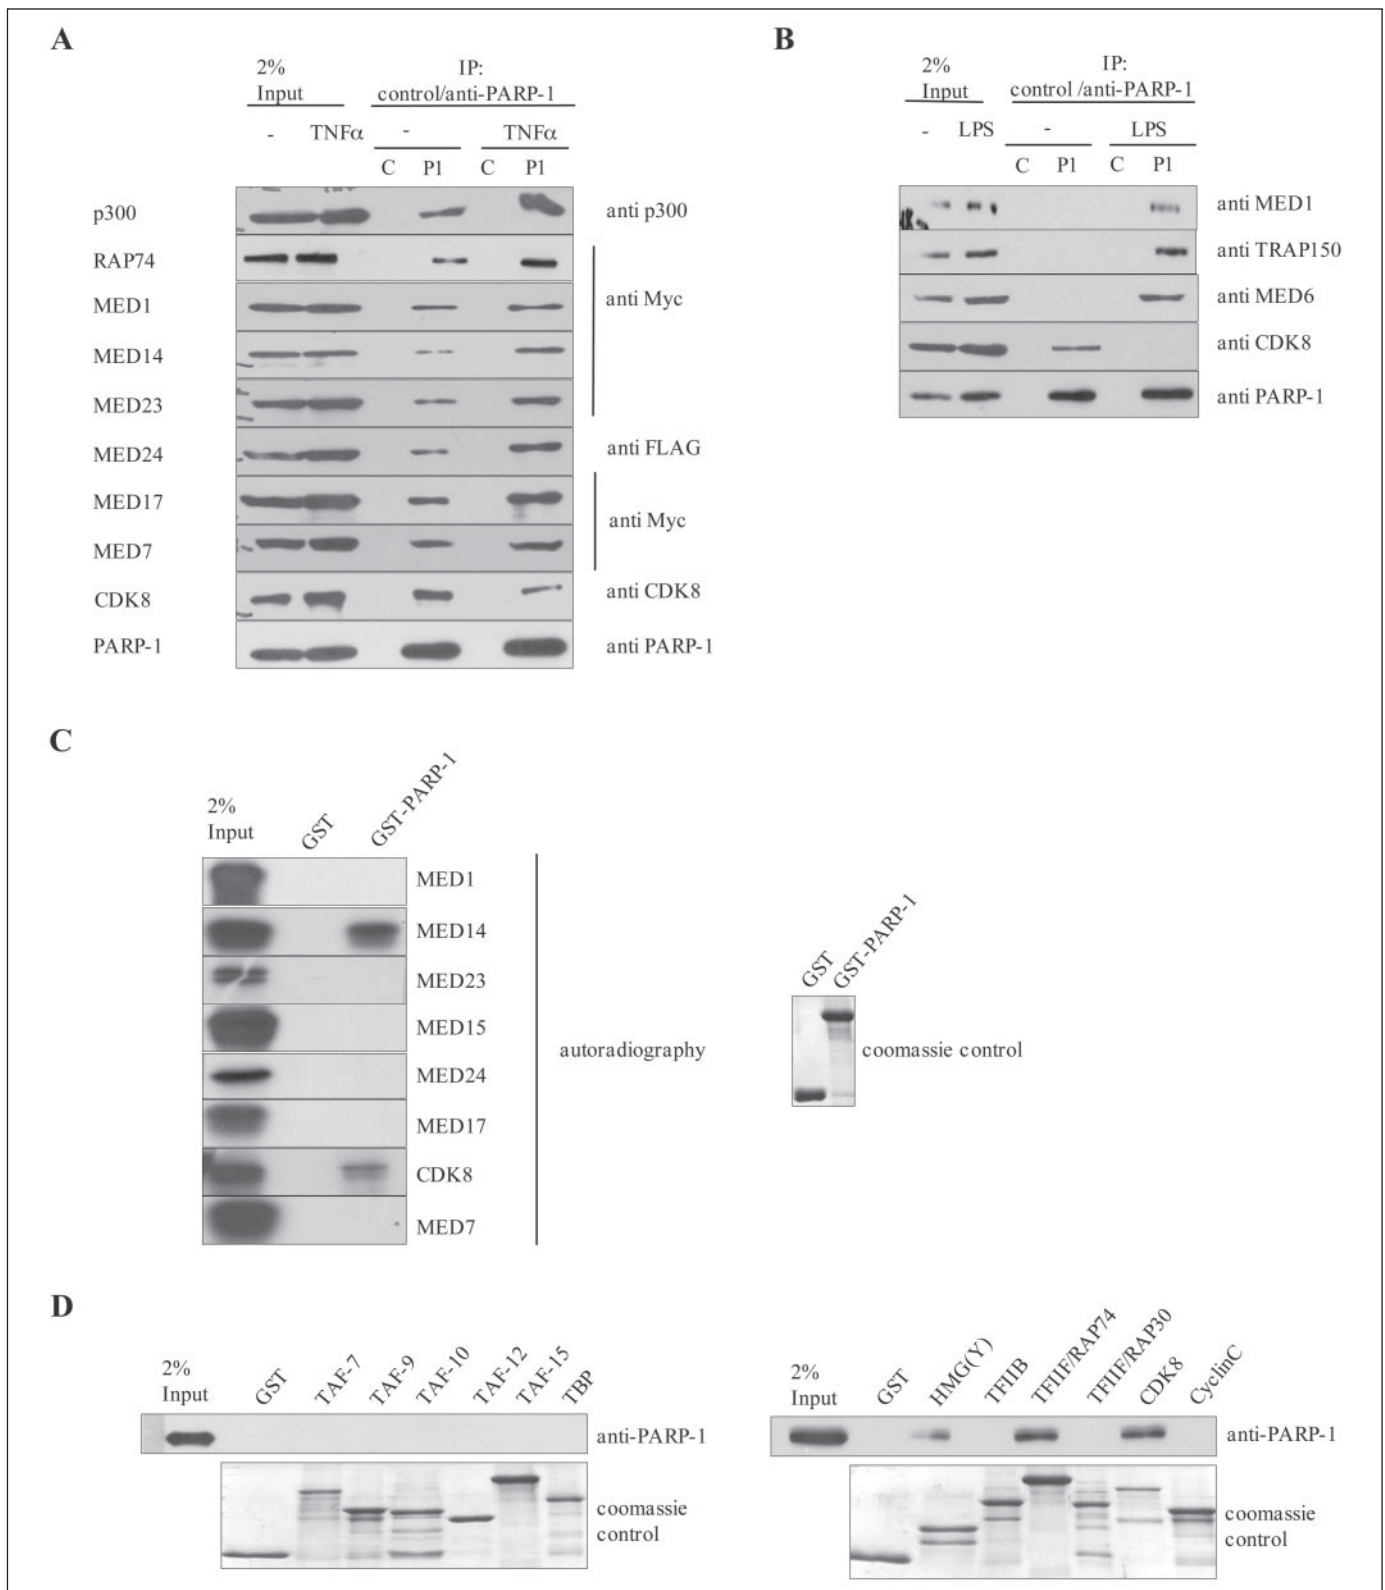 A
2%
Input
IP:
control/anti-PARP-1
- TNFα - TNFα
C P1 C P1
p300 anti p300
RAP74
MED1 anti Myc
MED14
MED23
MED24 anti FLAG
MED17
anti Myc
MED7
CDK8 anti CDK8
PARP-1 anti PARP-1
B
2%
Input
IP:
control /anti-PARP-1
- LPS - LPS
C P1 C P1
anti MED1
anti TRAP150
anti MED6
anti CDK8
anti PARP-1
C
2%
Input
GST
GST-PARP-1
MED1
MED14
MED23
MED15
MED24
MED17
CDK8
MED7
autoradiography
GST
GST-PARP-1
coomassie control
D
2%
Input
GST
TAF-7
TAF-9
TAF-10
TAF-12
TAF-15
TBP
anti-PARP-1
coomassie
control
2%
Input
GST
HMG(Y)
TFIIB
TFIIF/RAP74
TFIIF/RAP30
CDK8
CyclinC
anti-PARP-1
coomassie
control